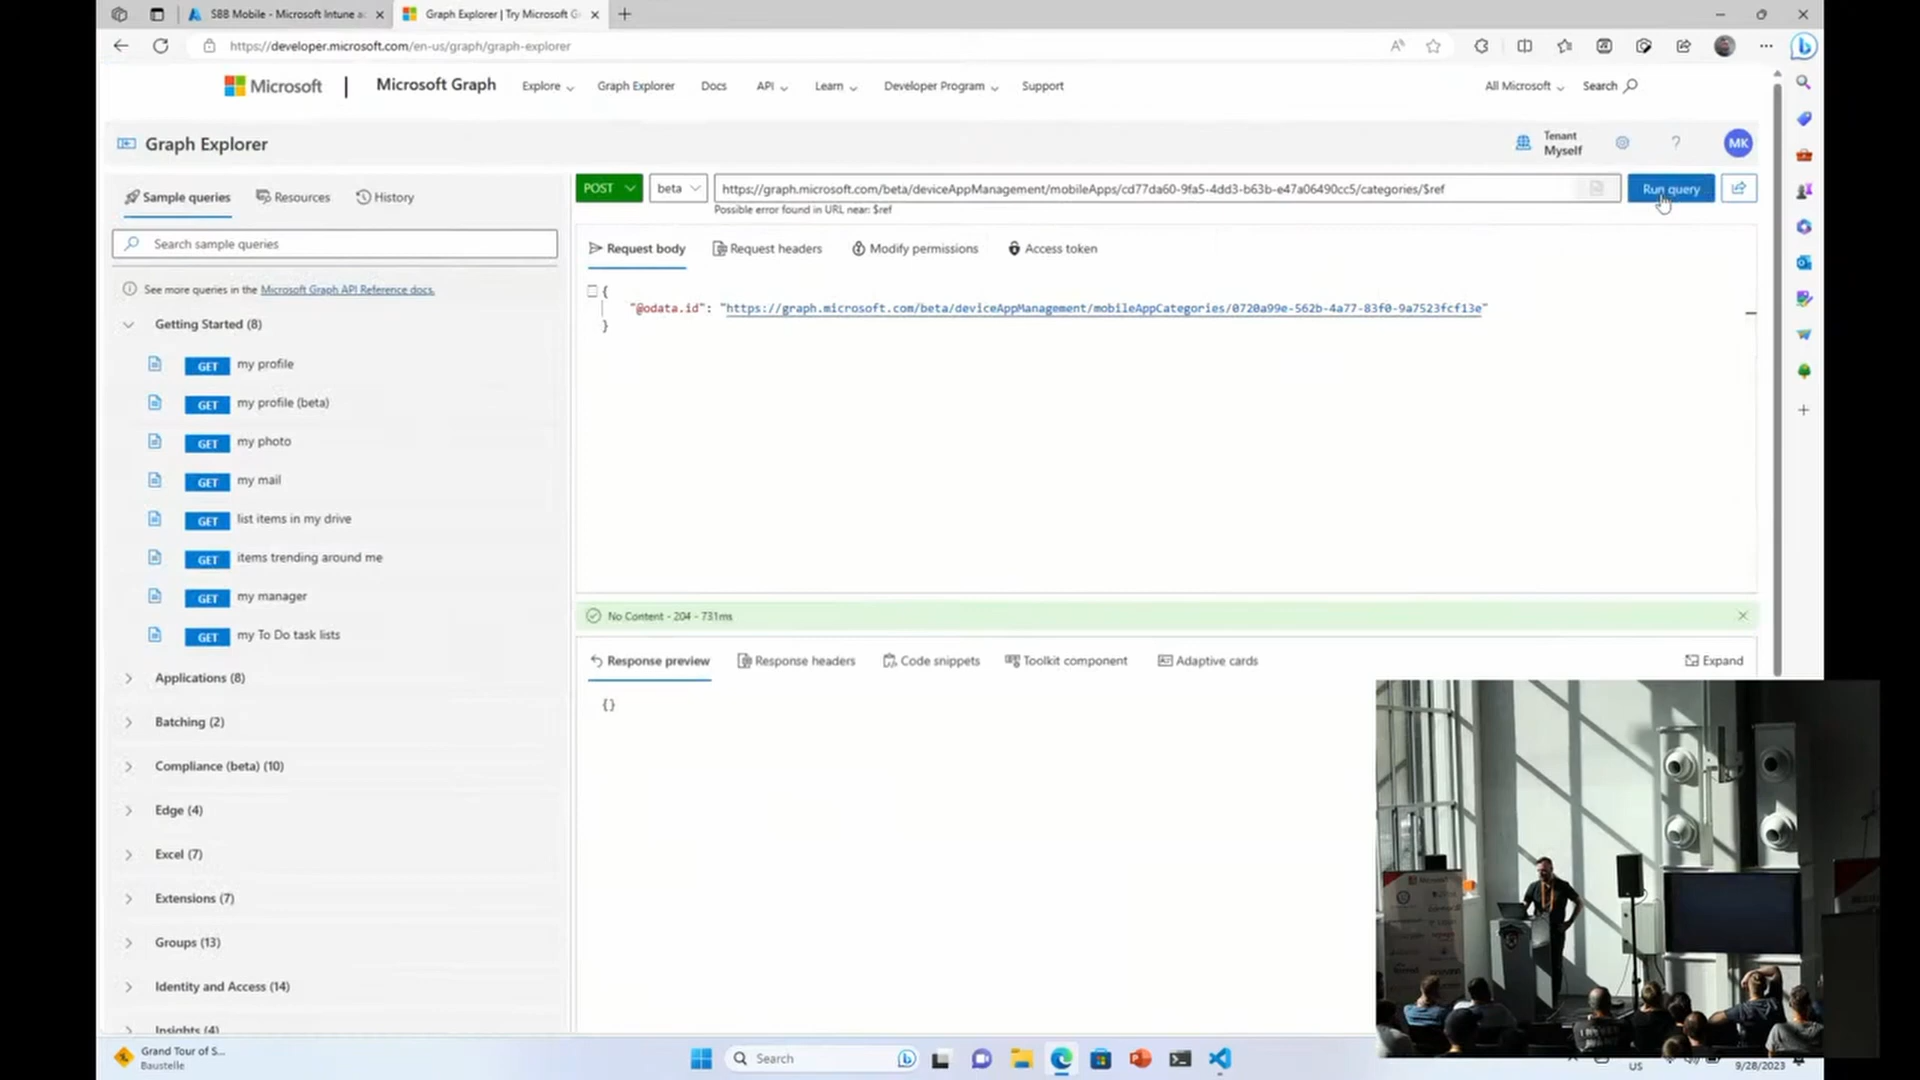 SBB Mobile - Microsoft Intune a
Graph Explorer | Try Microsoft G
https://developer.microsoft.com/en-us/graph/graph-explorer
Microsoft | Microsoft Graph Explore Graph Explorer Docs API Learn Developer Program Support All Microsoft Search
Graph Explorer
Tenant
Myself
?
MK
Sample queries Resources History
POST beta https://graph.microsoft.com/beta/deviceAppManagement/mobileApps/cd77da60-9fa5-4dd3-b63b-e47a06490cc5/categories/$ref Run query
Possible error found in URL near: $ref
Search sample queries
Request body Request headers Modify permissions Access token
See more queries in the Microsoft Graph API Reference docs.
{
"@odata.id": "https://graph.microsoft.com/beta/deviceAppManagement/mobileAppCategories/0720a99e-562b-4a77-83f0-9a7523fcf13e"
}
Getting Started (8)
GET my profile
GET my profile (beta)
GET my photo
GET my mail
GET list items in my drive
GET items trending around me
GET my manager
GET my To Do task lists
Applications (8)
Batching (2)
Compliance (beta) (10)
Edge (4)
Excel (7)
Extensions (7)
Groups (13)
Identity and Access (14)
Insights (4)
No Content - 204 - 731ms
Response preview Response headers Code snippets Toolkit component Adaptive cards Expand
{}
Microsoft
Grand Tour of S...
Baustelle
Search
US
9/28/2023